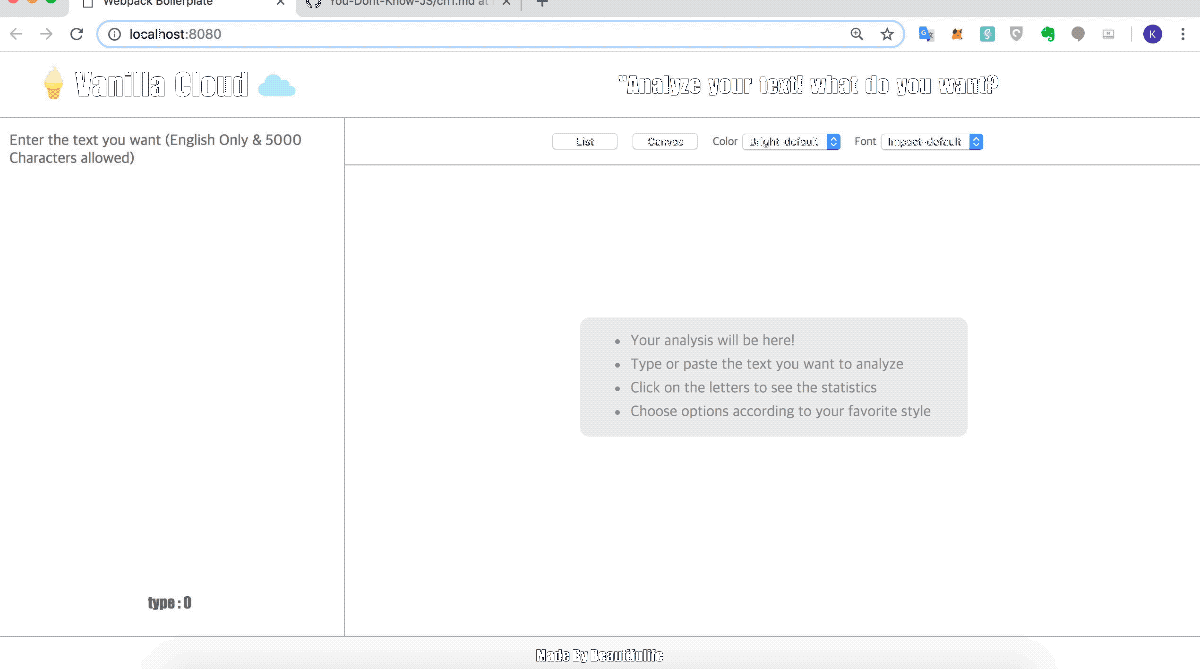 Webpack Boilerplate
You-Dont-Know-JS/ch1.md at
localhost:8080
K
Vanilla Cloud
"Analyze your text! what do you want?
Enter the text you want (English Only & 5000
Characters allowed)
List Canvas Color Bright-default Font Impact-default
Your analysis will be here!
Type or paste the text you want to analyze
Click on the letters to see the statistics
Choose options according to your favorite style
type : 0
Made By Beautifulife